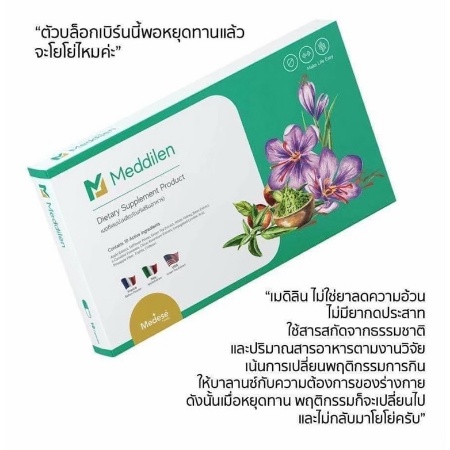 “ตัวบล็อกเบิร์นนี้พอหยุดทานแล้ว
จะโยโย่ไหมค่ะ”
Make Life Easy
Meddilen
Meddilen
Dietary Supplement Product
Medese
“เมดิลิน ไม่ใช่ยาลดความอ้วน
ไม่มียากดประสาท
ใช้สารสกัดจากธรรมชาติ
และปริมาณสารอาหารตามงานวิจัย
เน้นการเปลี่ยนพฤติกรรมการกิน
ให้บาลานซ์กับความต้องการของร่างกาย
ดังนั้นเมื่อหยุดทาน พฤติกรรมก็จะเปลี่ยนไป
และไม่กลับมาโยโย่ครับ”